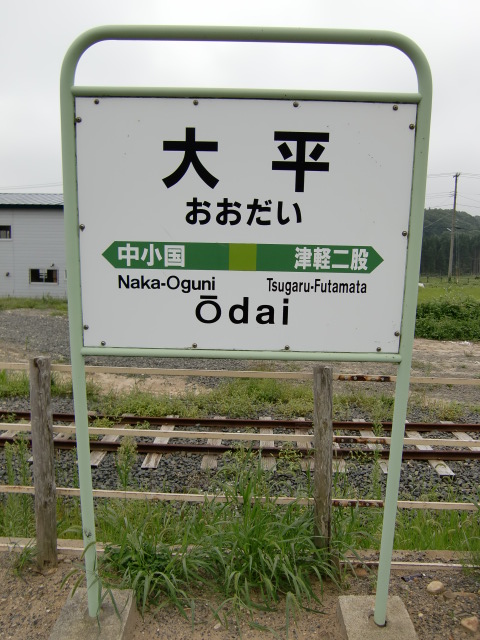 大平
おおだい
中小国 津軽二股
Naka-Oguni Tsugaru-Futamata
Ōdai